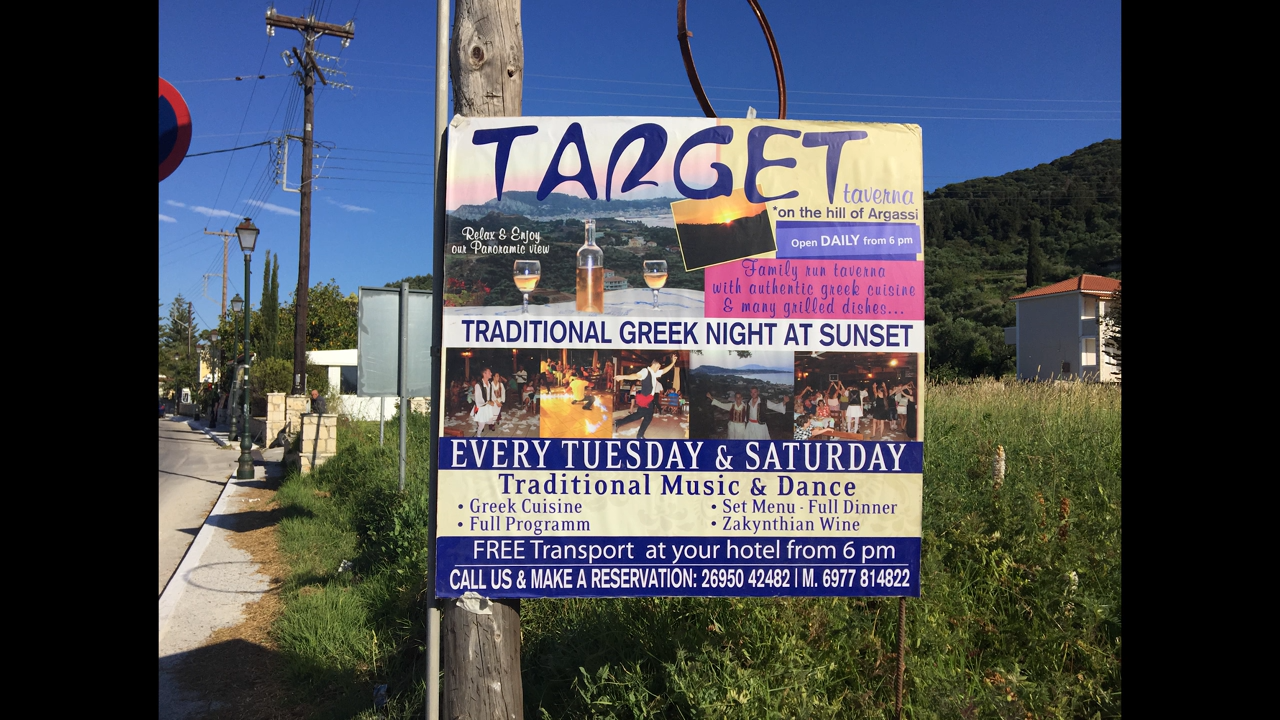 TARGET
taverna
*on the hill of Argassi
Relax & Enjoy
our Panoramic view
Open DAILY from 6 pm
Family run taverna
with authentic greek cuisine
& many grilled dishes...
TRADITIONAL GREEK NIGHT AT SUNSET
EVERY TUESDAY & SATURDAY
Traditional Music & Dance
• Greek Cuisine
• Full Programm
• Set Menu - Full Dinner
• Zakynthian Wine
FREE Transport at your hotel from 6 pm
CALL US & MAKE A RESERVATION: 26950 42482 | M. 6977 814822